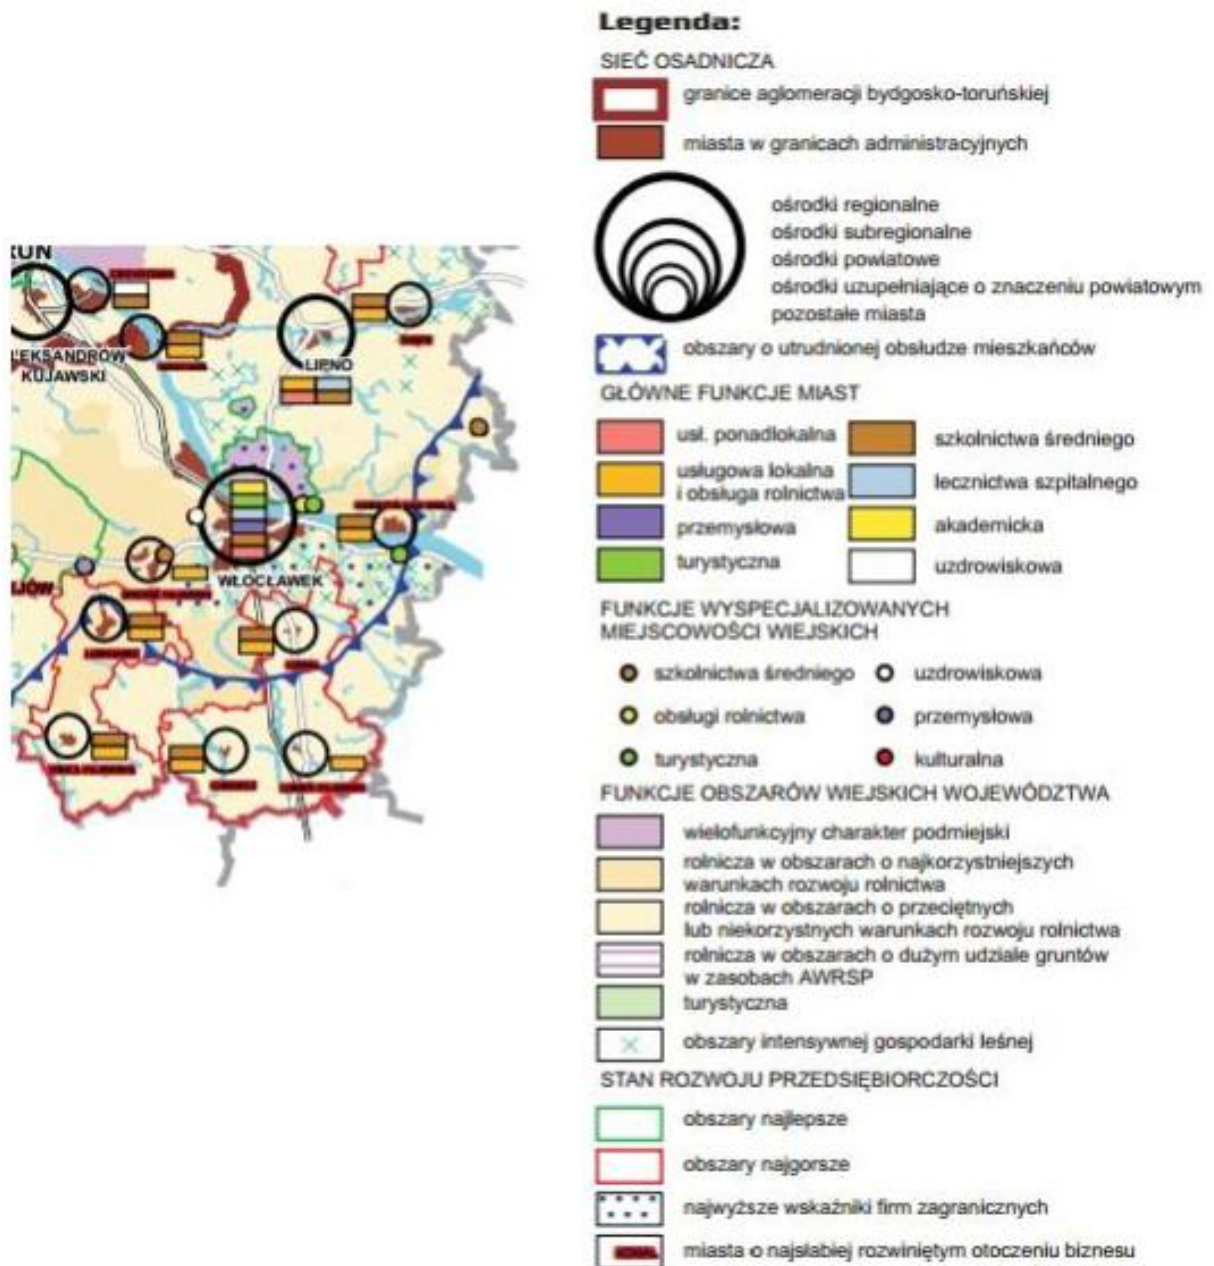 Legenda:
SIEĆ OSADNICZA
granice aglomeracji bydgosko-toruńskiej
miasta w granicach administracyjnych
ośrodki regionalne
ośrodki subregionalne
ośrodki powiatowe
ośrodki uzupełniające o znaczeniu powiatowym
pozostałe miasta
obszary o utrudnionej obsłudze mieszkańców
GŁÓWNE FUNKCJE MIAST
usł. ponadlokalna
szkolnictwa średniego
usługowa lokalna
i obsługa rolnictwa
lecznictwa szpitalnego
przemysłowa
akademicka
turystyczna
uzdrowiskowa
FUNKCJE WYSPECJALIZOWANYCH
MIEJSCOWOŚCI WIEJSKICH
szkolnictwa średniego
uzdrowiskowa
obsługi rolnictwa
przemysłowa
turystyczna
kulturalna
FUNKCJE OBSZARÓW WIEJSKICH WOJEWÓDZTWA
wielofunkcyjny charakter podmiejski
rolnicza w obszarach o najkorzystniejszych
warunkach rozwoju rolnictwa
rolnicza w obszarach o przeciętnych
lub niekorzystnych warunkach rozwoju rolnictwa
rolnicza w obszarach o dużym udziale gruntów
w zasobach AWRSP
turystyczna
obszary intensywnej gospodarki leśnej
STAN ROZWOJU PRZEDSIĘBIORCZOŚCI
obszary najlepsze
obszary najgorsze
najwyższe wskaźniki firm zagranicznych
KOWAL
miasta o najsłabiej rozwiniętym otoczeniu biznesu
RUŃ
ALEKSANDRÓW
KUJAWSKI
LIPNO
WŁOCŁAWEK